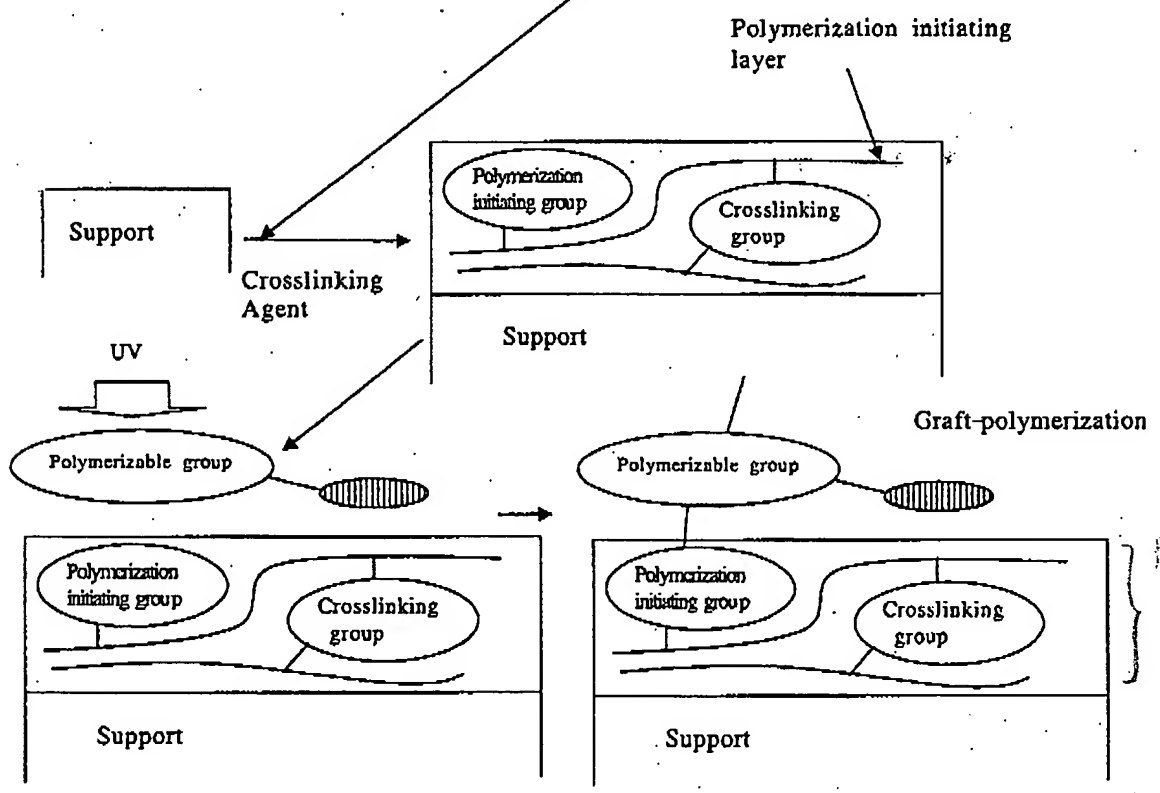 Polymerization initiating
layer
Polymerization
initiating group
Crosslinking
group
Support
Crosslinking
Agent
Support
UV
Graft-polymerization
Polymerizable group
Polymerizable group
Polymerization
initiating group
Crosslinking
group
Polymerization
initiating group
Crosslinking
group
Support
Support